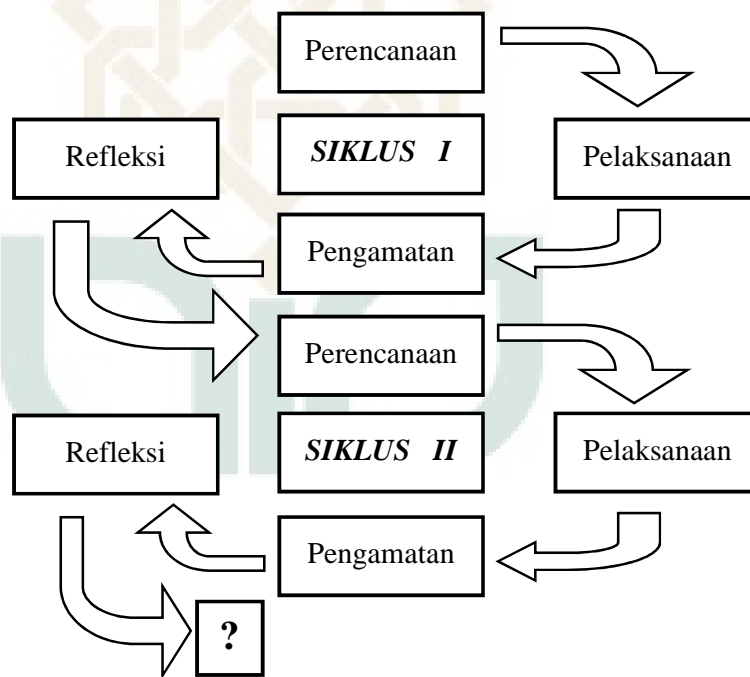 Perencanaan
Refleksi
SIKLUS I
Pelaksanaan
Pengamatan
Perencanaan
Refleksi
SIKLUS II
Pelaksanaan
Pengamatan
?